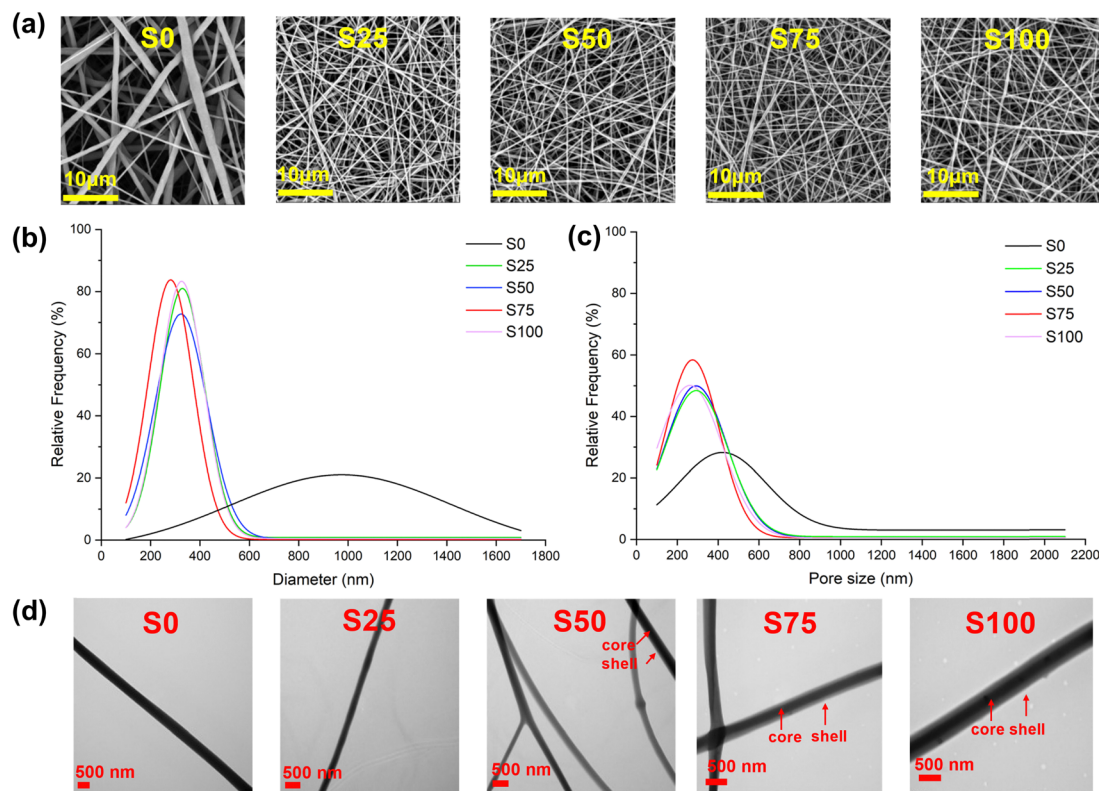 (a)
S0
S25
S50
S75
S100
10μm
10μm
10μm
10μm
10μm
(b)
100
80
60
40
20
0
Relative Frequency (%)
0 200 400 600 800 1000 1200 1400 1600 1800
Diameter (nm)
S0
S25
S50
S75
S100
(c)
100
80
60
40
20
0
Relative Frequency (%)
0 200 400 600 800 1000 1200 1400 1600 1800 2000 2200
Pore size (nm)
S0
S25
S50
S75
S100
(d)
S0
500 nm
S25
500 nm
S50
core
shell
500 nm
S75
core shell
500 nm
S100
core shell
500 nm